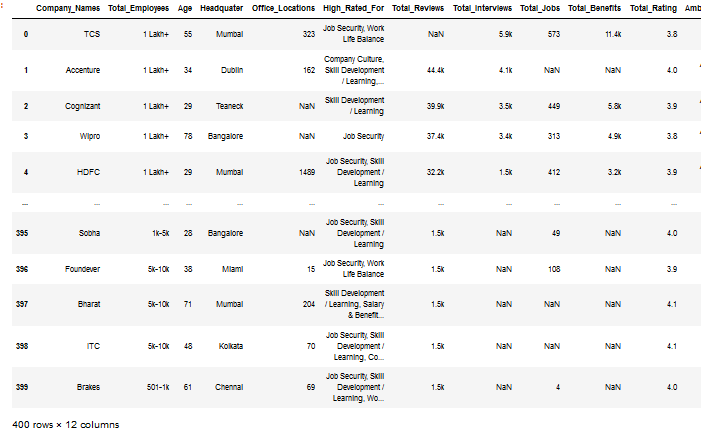 Company_Names Total_Employees Age Headquater Office_Locations High_Rated_For Total_Reviews Total_Interviews Total_Jobs Total_Benefits Total_Rating Amb
0 TCS 1 Lakh+ 55 Mumbai 323 Job Security, Work Life Balance NaN 5.9k 573 11.4k 3.8
1 Accenture 1 Lakh+ 34 Dublin 162 Company Culture, Skill Development / Learning,... 44.4k 4.1k NaN NaN 4.0
2 Cognizant 1 Lakh+ 29 Teaneck NaN Skill Development / Learning 39.9k 3.5k 449 5.8k 3.9
3 Wipro 1 Lakh+ 78 Bangalore NaN Job Security 37.4k 3.4k 313 4.9k 3.8
4 HDFC 1 Lakh+ 29 Mumbai 1489 Job Security, Skill Development / Learning 32.2k 1.5k 412 3.2k 3.9
... ... ... ... ... ... ... ... ... ... ... ...
395 Sobha 1k-5k 28 Bangalore NaN Job Security, Skill Development / Learning 1.5k NaN 49 NaN 4.0
396 Foundever 5k-10k 38 Miami 15 Job Security, Work Life Balance 1.5k NaN 108 NaN 3.9
397 Bharat 5k-10k 71 Mumbai 204 Skill Development / Learning, Salary & Benefit... 1.5k NaN NaN NaN 4.1
398 ITC 5k-10k 48 Kolkata 70 Job Security, Skill Development / Learning, Co... 1.5k NaN NaN NaN 4.1
399 Brakes 501-1k 61 Chennai 69 Job Security, Skill Development / Learning, Wo... 1.5k NaN 4 NaN 4.0
400 rows × 12 columns